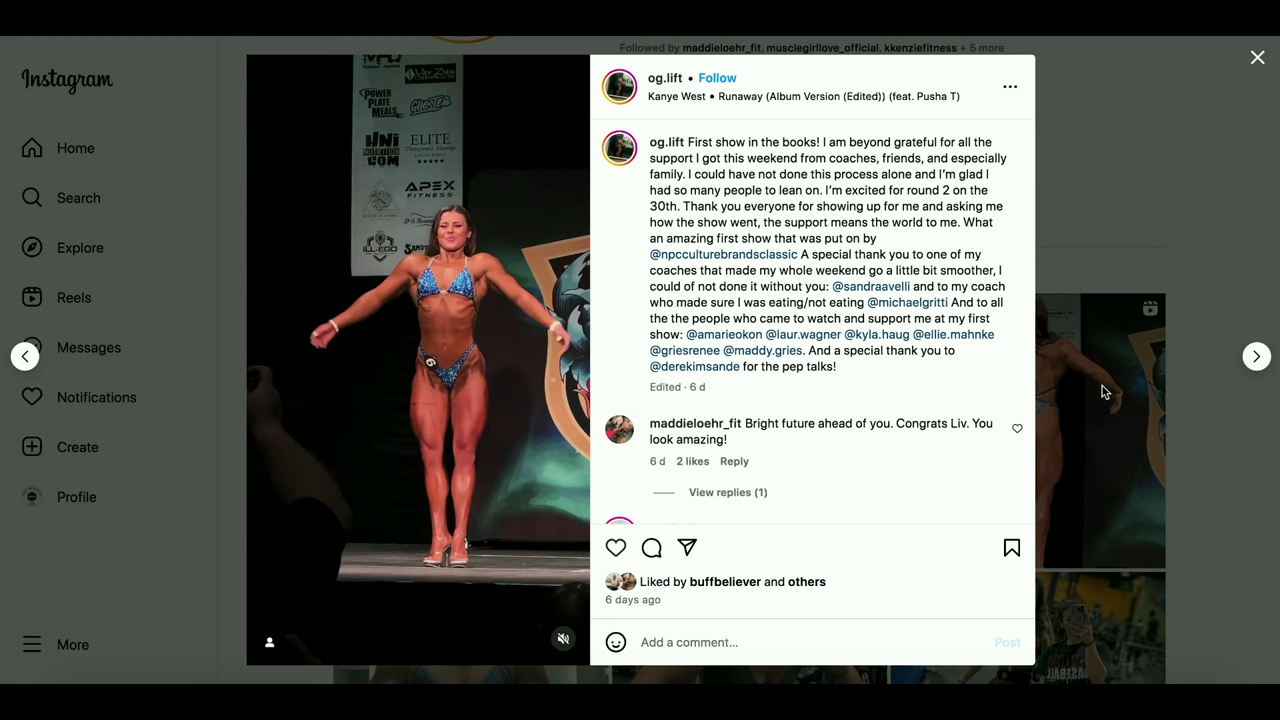 Followed by maddieloehr_fit, musclegirllove_official, kkenziefitness + 5 more
Instagram
Home
Search
Explore
Reels
Messages
Notifications
Create
Profile
More
POWER
PLATE
MEALS
GHOSTE
UNI
NUTRITION
.COM
ELITE
APEX
FITNESS
ILL-EGO
6
og.lift • Follow
Kanye West • Runaway (Album Version (Edited)) (feat. Pusha T)
og.lift First show in the books! I am beyond grateful for all the
support I got this weekend from coaches, friends, and especially
family. I could have not done this process alone and I'm glad I
had so many people to lean on. I'm excited for round 2 on the
30th. Thank you everyone for showing up for me and asking me
how the show went, the support means the world to me. What
an amazing first show that was put on by
@npcculturebrandsclassic A special thank you to one of my
coaches that made my whole weekend go a little bit smoother, I
could of not done it without you: @sandraavelli and to my coach
who made sure I was eating/not eating @michaelgritti And to all
the the people who came to watch and support me at my first
show: @amarieokon @laur.wagner @kyla.haug @ellie.mahnke
@griesrenee @maddy.gries. And a special thank you to
@derekimsande for the pep talks!
Edited · 6 d
maddieloehr_fit Bright future ahead of you. Congrats Liv. You
look amazing!
6 d 2 likes Reply
View replies (1)
Liked by buffbeliever and others
6 days ago
Add a comment...
Post